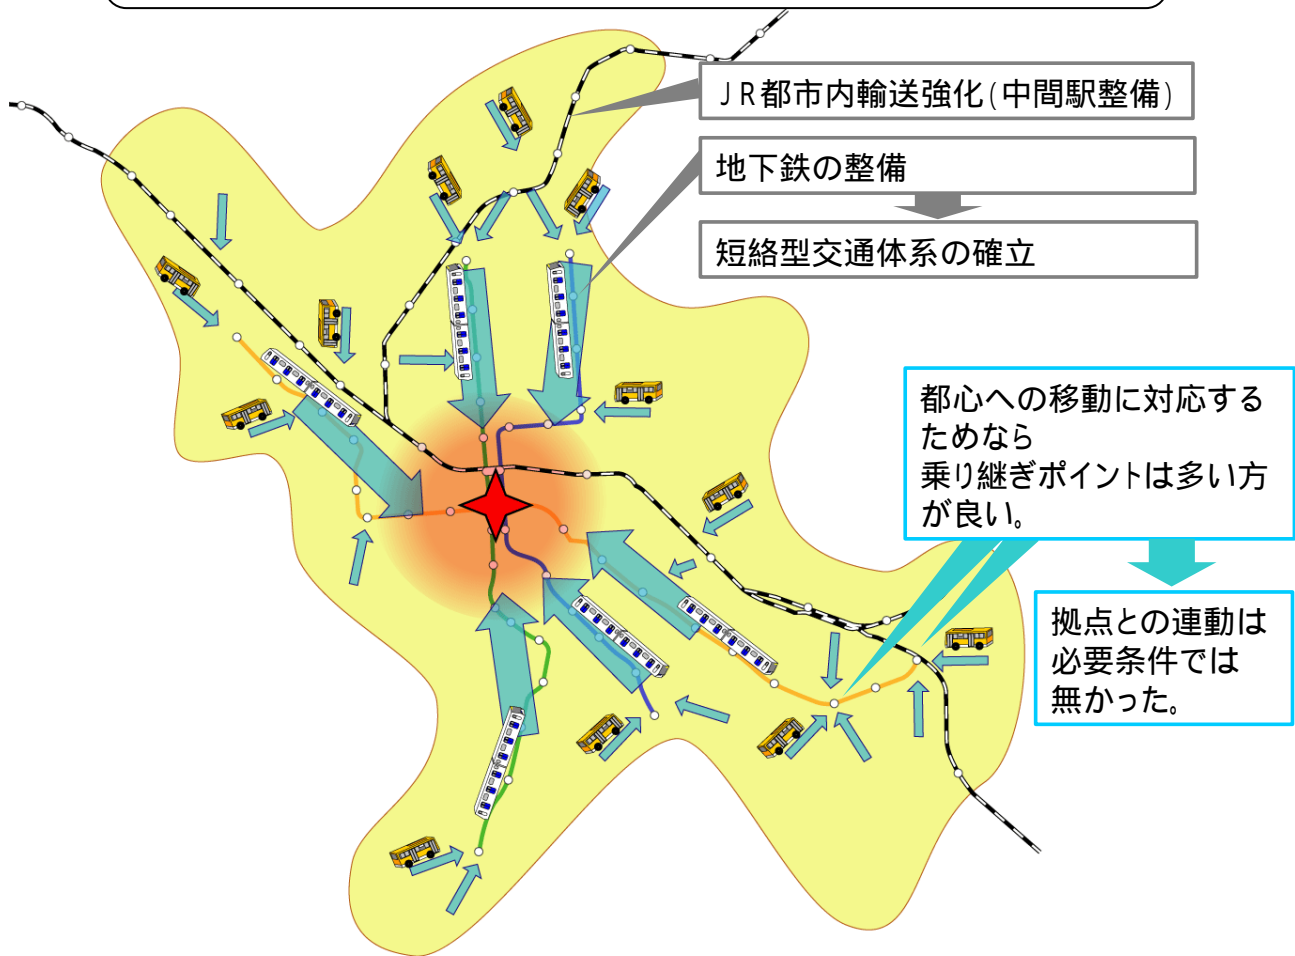 JR都市内輸送強化(中間駅整備)
地下鉄の整備
短絡型交通体系の確立
都心への移動に対応する
ためなら
乗り継ぎポイントは多い方
が良い。
拠点との連動は
必要条件では
無かった。